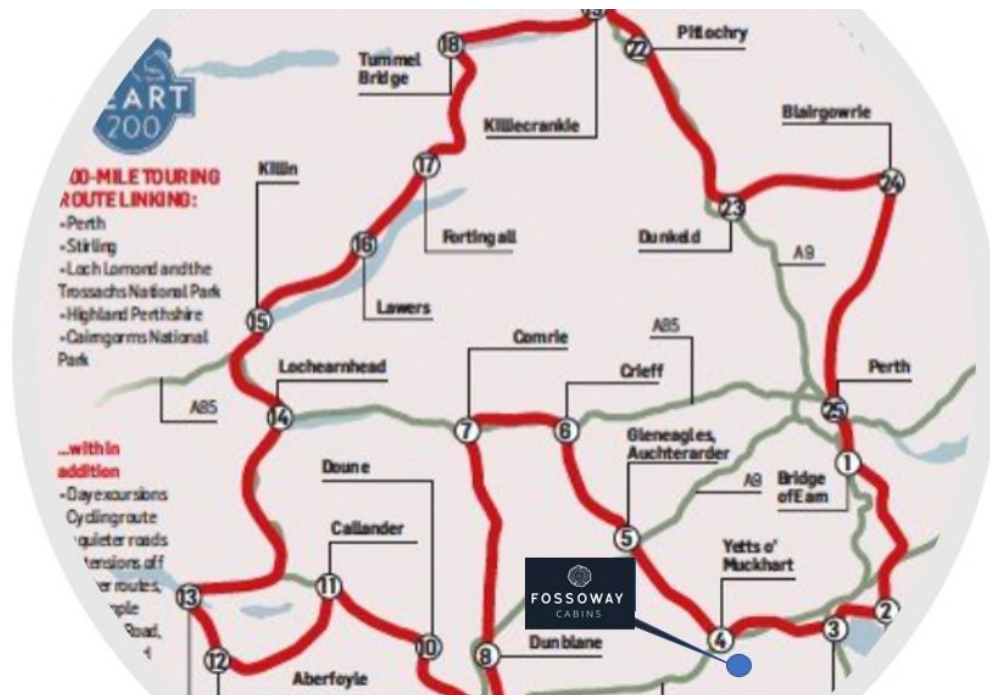 EART
200
00-MILE TOURING
ROUTE LINKING:
-Perth
-Stirling
-Loch Lomond and the
Trossachs National Park
-Highland Perthshire
-Cairngorms National
Park
...within
addition
-Day excursions
Cycling route
quieter roads
tensions off
er routes,
mple
Road,
18
Tummel
Bridge
22
Pitlochry
Killiecrankie
Blairgowrie
24
Killin
17
23
Fortingall
Dunkeld
A9
16
Lawers
15
Comrie
A85
Crieff
Lochearnhead
Perth
A85
14
7
6
25
Gleneagles,
Auchterarder
Doune
A9
Bridge
of Earn
1
Callander
5
Yetts o'
Muckhart
FOSSOWAY
CABINS
13
11
2
4
3
10
8
Dunblane
12
Aberfoyle